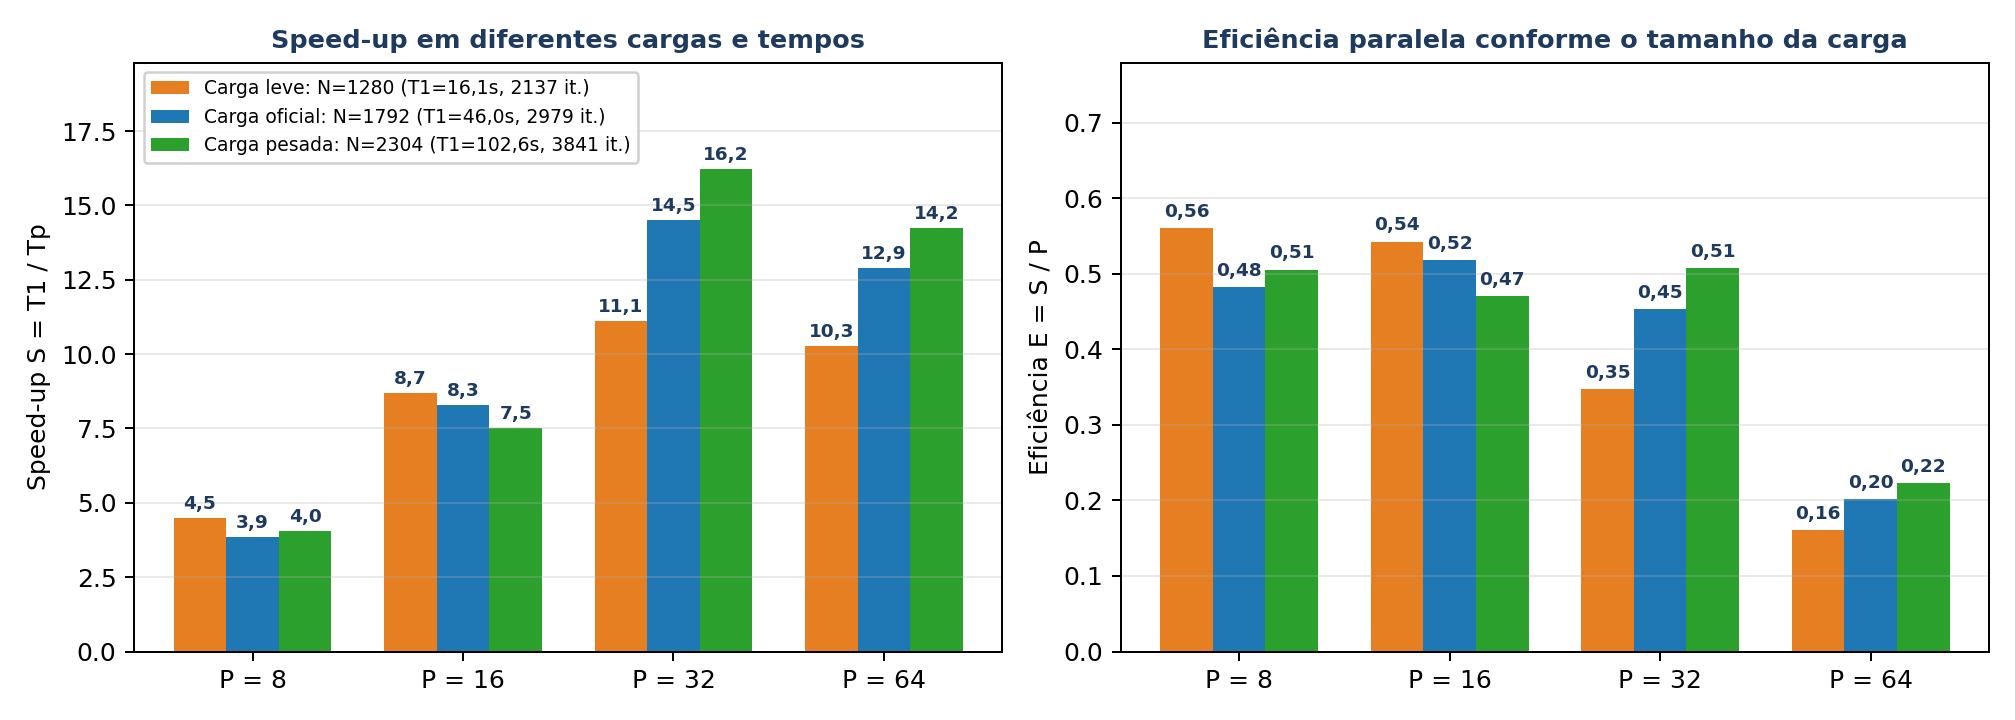 Speed-up em diferentes cargas e tempos
Speed-up S = T1 / Tp
17.5
15.0
12.5
10.0
7.5
5.0
2.5
0.0
Carga leve: N=1280 (T1=16,1s, 2137 it.)
Carga oficial: N=1792 (T1=46,0s, 2979 it.)
Carga pesada: N=2304 (T1=102,6s, 3841 it.)
4,5
3,9
4,0
8,7
8,3
7,5
11,1
14,5
16,2
10,3
12,9
14,2
P = 8
P = 16
P = 32
P = 64
Eficiência paralela conforme o tamanho da carga
Eficiência E = S / P
0.7
0.6
0.5
0.4
0.3
0.2
0.1
0.0
0,56
0,48
0,51
0,54
0,52
0,47
0,35
0,45
0,51
0,16
0,20
0,22
P = 8
P = 16
P = 32
P = 64